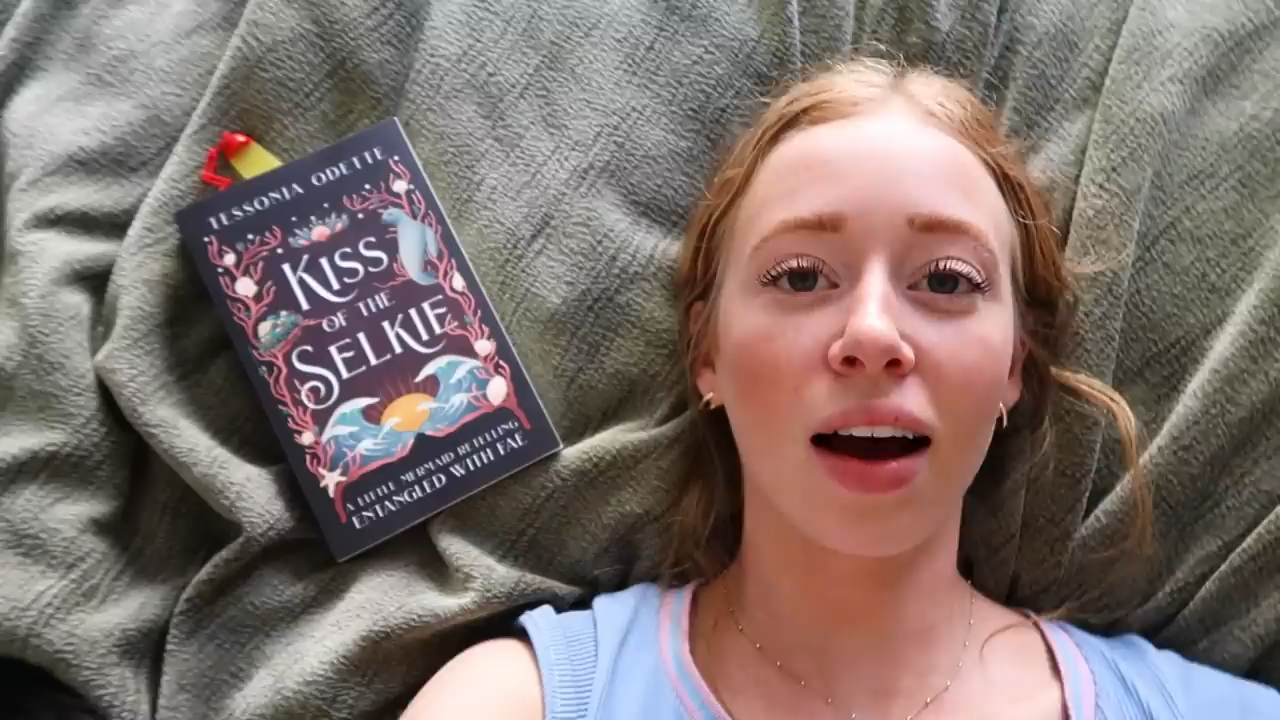 TESSONIA ODETTE
KISS
OF THE
SELKIE
A LITTLE MERMAID RETELLING
ENTANGLED WITH FAE